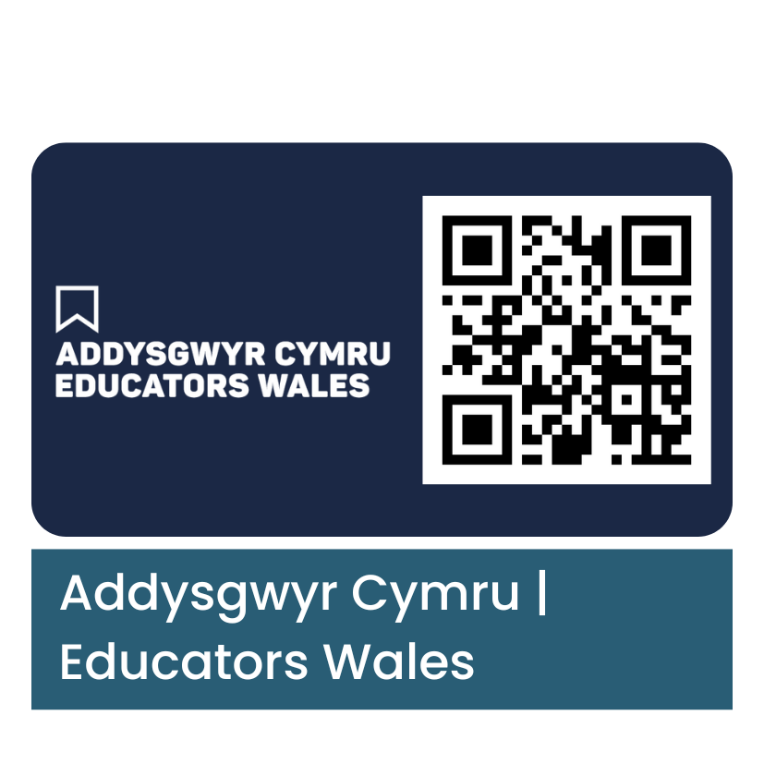 ADDYSGWYR CYMRU
EDUCATORS WALES
Addysgwyr Cymru |
Educators Wales